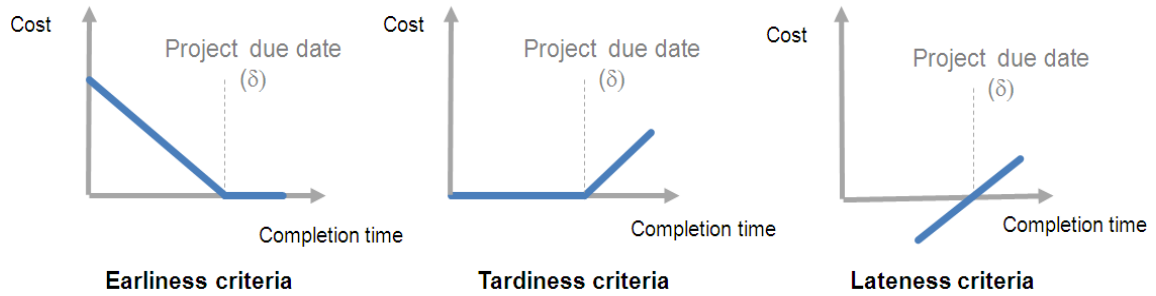 Cost
Project due date
(δ)
Completion time
Earliness criteria
Cost
Project due date
(δ)
Completion time
Tardiness criteria
Cost
Project due date
(δ)
Completion time
Lateness criteria